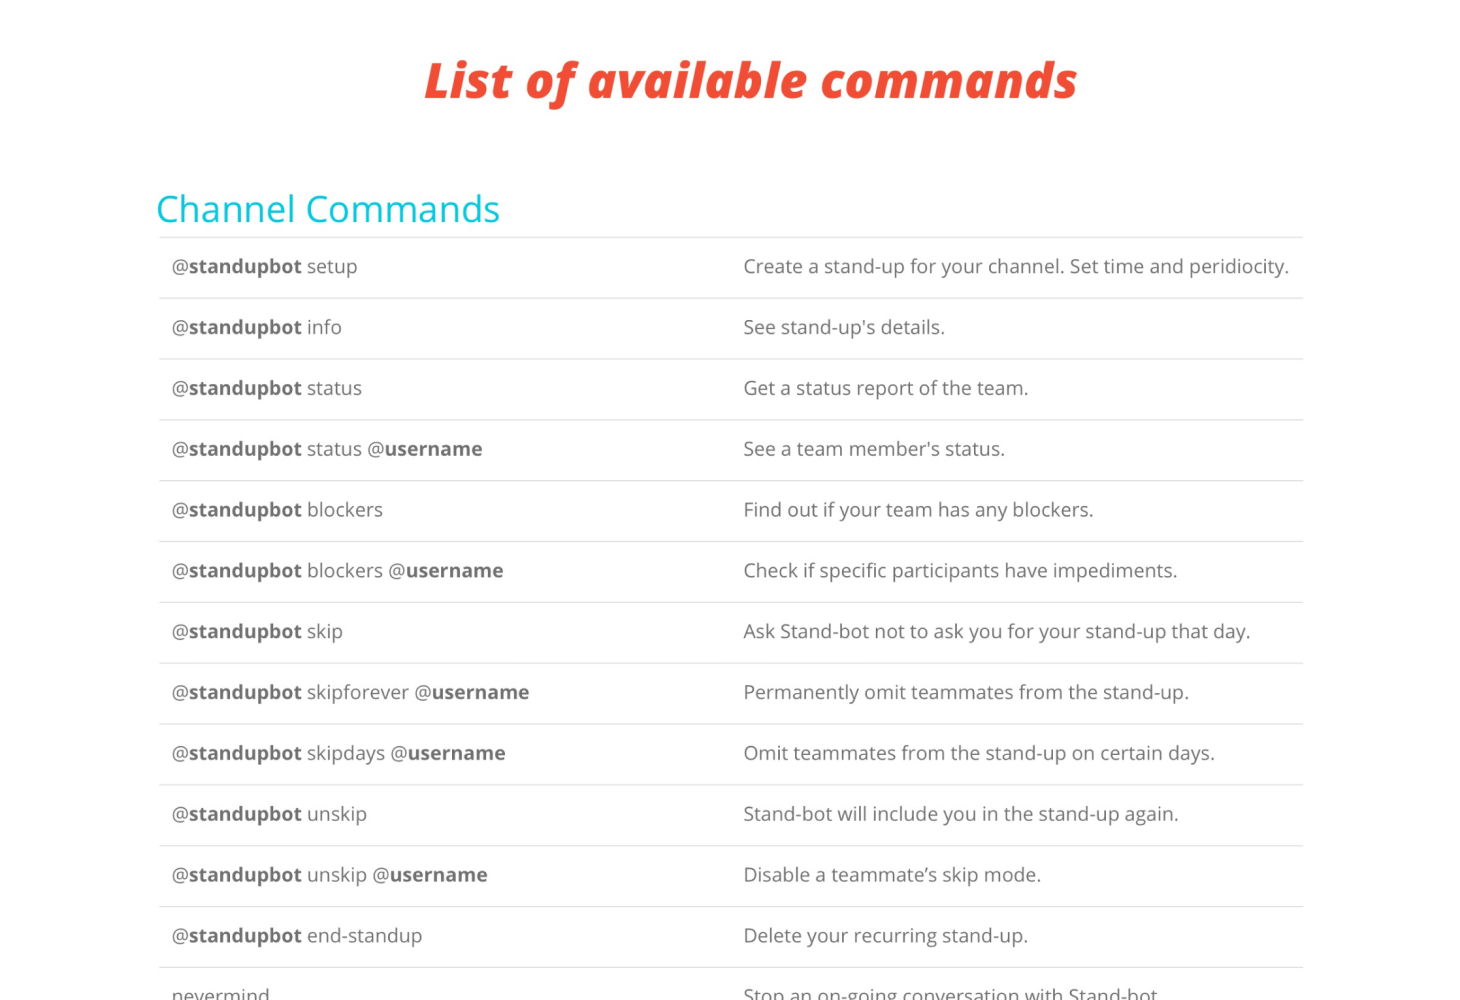 List of available commands
Channel Commands
@standupbot setup Create a stand-up for your channel. Set time and peridiocity.
@standupbot info See stand-up's details.
@standupbot status Get a status report of the team.
@standupbot status @username See a team member's status.
@standupbot blockers Find out if your team has any blockers.
@standupbot blockers @username Check if specific participants have impediments.
@standupbot skip Ask Stand-bot not to ask you for your stand-up that day.
@standupbot skipforever @username Permanently omit teammates from the stand-up.
@standupbot skipdays @username Omit teammates from the stand-up on certain days.
@standupbot unskip Stand-bot will include you in the stand-up again.
@standupbot unskip @username Disable a teammate’s skip mode.
@standupbot end-standup Delete your recurring stand-up.
nevermind Stop an on-going conversation with Stand-bot